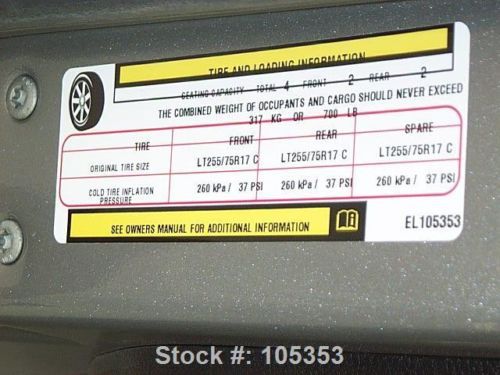 TIRE AND LOADING INFORMATION
SEATING CAPACITY TOTAL 4 FRONT 2 REAR 2
THE COMBINED WEIGHT OF OCCUPANTS AND CARGO SHOULD NEVER EXCEED
317 KG OR 700 LB
TIRE FRONT REAR SPARE
ORIGINAL TIRE SIZE LT255/75R17 C LT255/75R17 C LT255/75R17 C
COLD TIRE INFLATION PRESSURE 260 kPa / 37 PSI 260 kPa / 37 PSI 260 kPa / 37 PSI
SEE OWNERS MANUAL FOR ADDITIONAL INFORMATION EL105353
Stock #: 105353